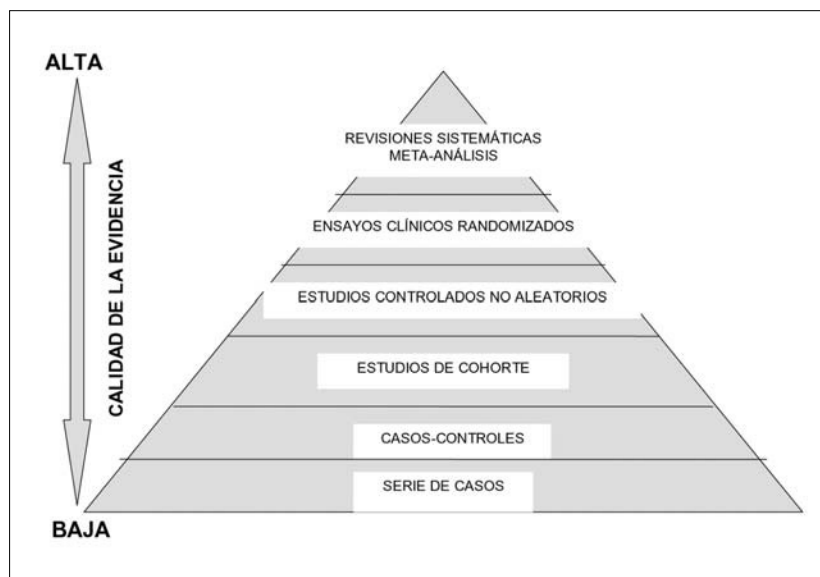 ALTA
CALIDAD DE LA EVIDENCIA
BAJA
REVISIONES SISTEMÁTICAS
META-ANÁLISIS
ENSAYOS CLÍNICOS RANDOMIZADOS
ESTUDIOS CONTROLADOS NO ALEATORIOS
ESTUDIOS DE COHORTE
CASOS-CONTROLES
SERIE DE CASOS